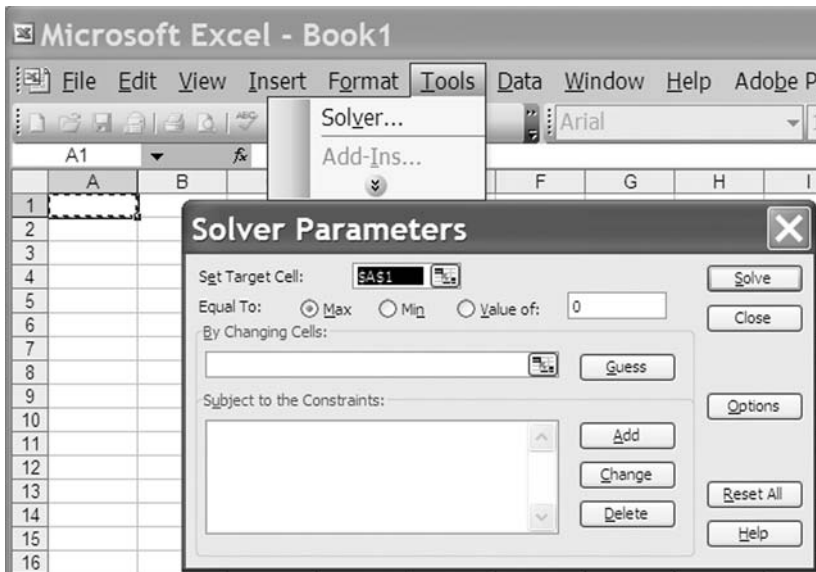 Microsoft Excel - Book1
File Edit View Insert Format Tools Data Window Help Adobe P
Solver...
Arial
A1 fx
Add-Ins...
A B F G H I
1
2
Solver Parameters
3
4
Set Target Cell: $A$1 Solve
5
Equal To: Max Min Value of: 0
Close
6
By Changing Cells:
7
8
Guess
9
Subject to the Constraints: Options
10
11
Add
12
Change
13
Reset All
14
Delete
15
Help
16